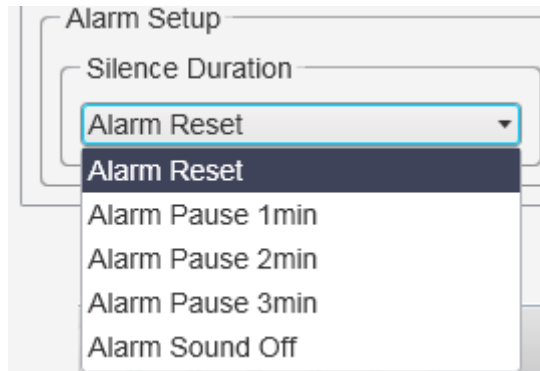 Alarm Setup
Silence Duration
Alarm Reset
Alarm Reset
Alarm Pause 1min
Alarm Pause 2min
Alarm Pause 3min
Alarm Sound Off